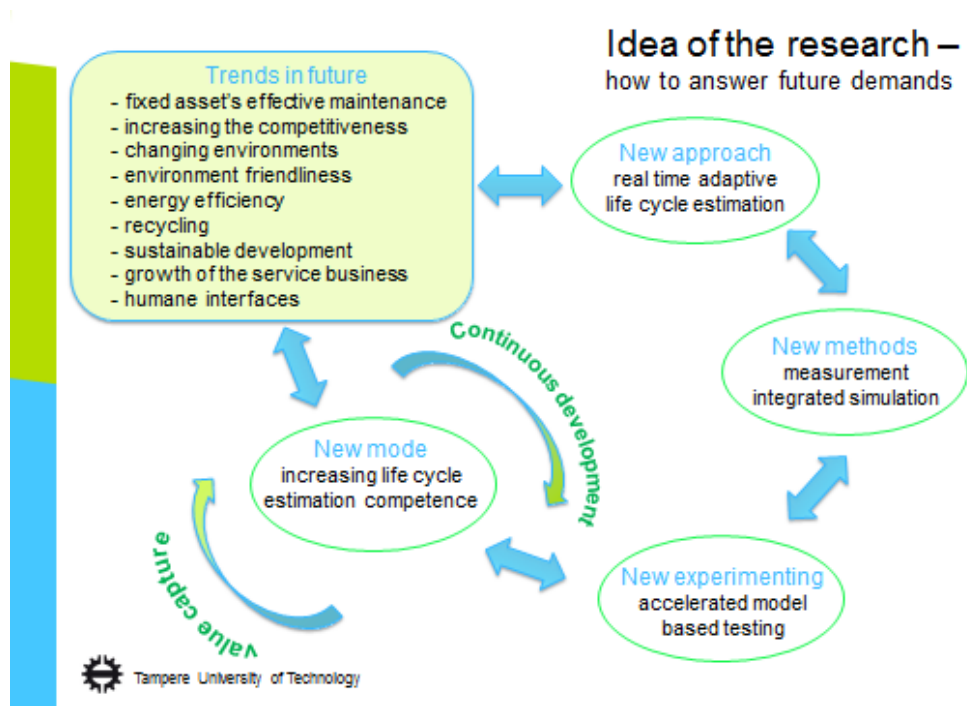 Idea of the research –
how to answer future demands
Trends in future
- fixed asset's effective maintenance
- increasing the competitiveness
- changing environments
- environment friendliness
- energy efficiency
- recycling
- sustainable development
- growth of the service business
- humane interfaces
New approach
real time adaptive
life cycle estimation
New methods
measurement
integrated simulation
New experimenting
accelerated model
based testing
New mode
increasing life cycle
estimation competence
Continuous development
value capture
Tampere University of Technology